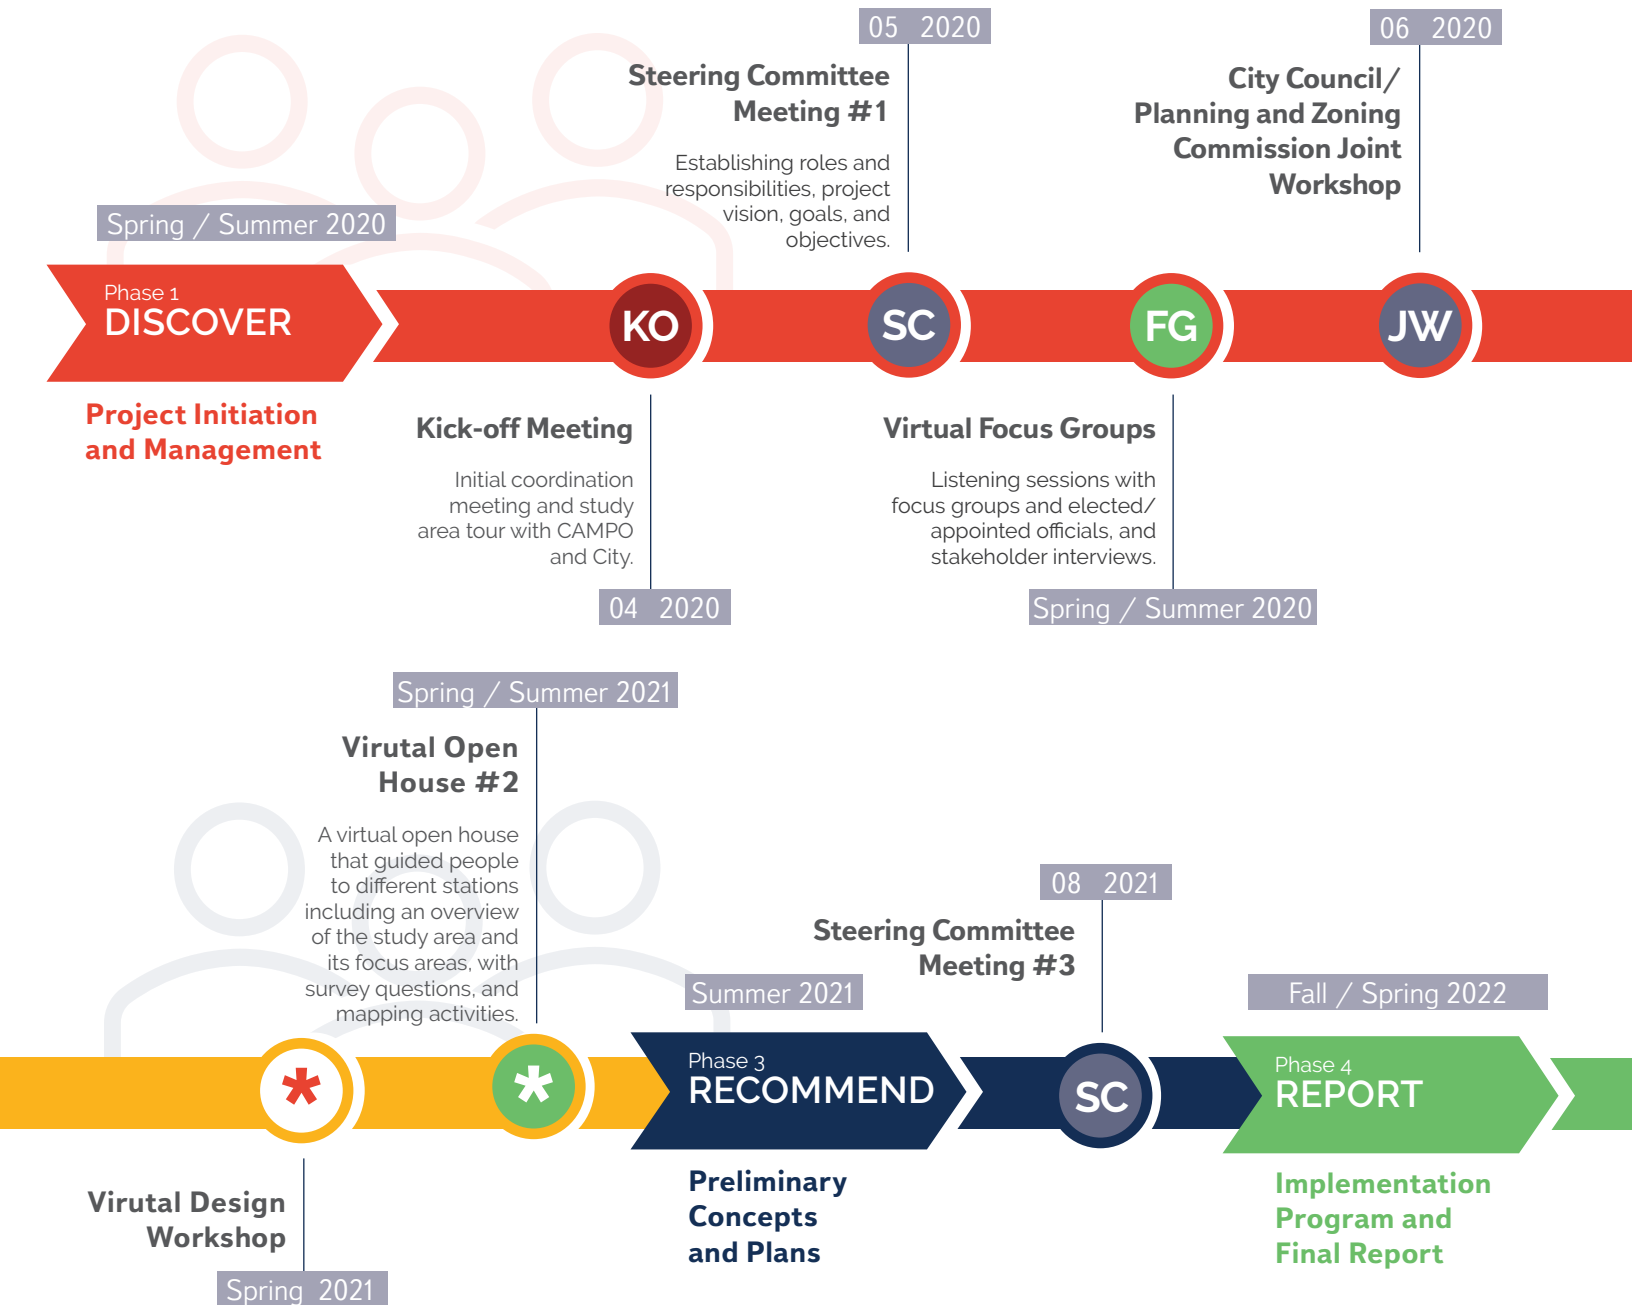 05 2020
Steering Committee
Meeting #1
Establishing roles and
responsibilities, project
vision, goals, and
objectives.
06 2020
City Council/
Planning and Zoning
Commission Joint
Workshop
Spring / Summer 2020
Phase 1
DISCOVER
Project Initiation
and Management
KO
SC
FG
JW
Kick-off Meeting
Initial coordination
meeting and study
area tour with CAMPO
and City.
04 2020
Virtual Focus Groups
Listening sessions with
focus groups and elected/
appointed officials, and
stakeholder interviews.
Spring / Summer 2020
Spring / Summer 2021
Virutal Open
House #2
A virtual open house
that guided people
to different stations
including an overview
of the study area and
its focus areas, with
survey questions, and
mapping activities.
*
*
Virutal Design
Workshop
Spring 2021
Summer 2021
Phase 3
RECOMMEND
Preliminary
Concepts
and Plans
08 2021
Steering Committee
Meeting #3
SC
Fall / Spring 2022
Phase 4
REPORT
Implementation
Program and
Final Report